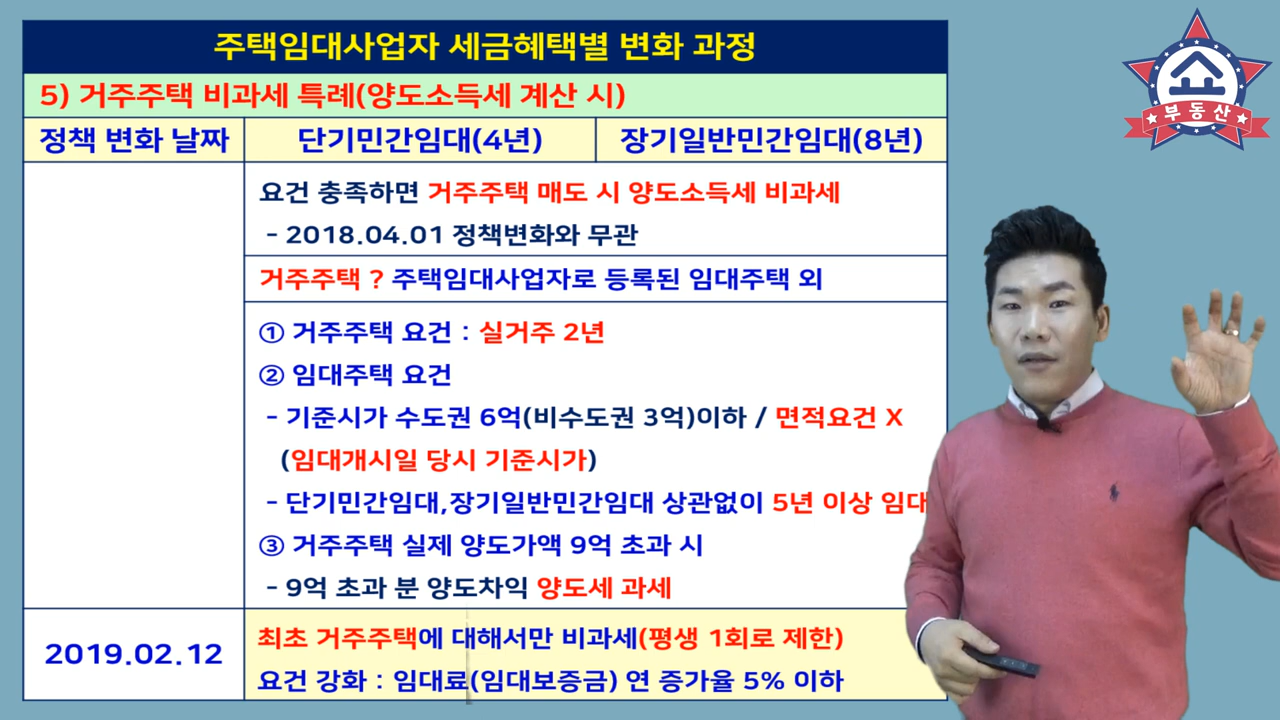 주택임대사업자 세금혜택별 변화 과정
5) 거주주택 비과세 특례(양도소득세 계산 시)
정책 변화 날짜 단기민간임대(4년) 장기일반민간임대(8년)
요건 충족하면 거주주택 매도 시 양도소득세 비과세
- 2018.04.01 정책변화와 무관
거주주택 ? 주택임대사업자로 등록된 임대주택 외
① 거주주택 요건 : 실거주 2년
② 임대주택 요건
- 기준시가 수도권 6억(비수도권 3억)이하 / 면적요건 X
(임대개시일 당시 기준시가)
- 단기민간임대,장기일반민간임대 상관없이 5년 이상 임대
③ 거주주택 실제 양도가액 9억 초과 시
- 9억 초과 분 양도차익 양도세 과세
2019.02.12
최초 거주주택에 대해서만 비과세(평생 1회로 제한)
요건 강화 : 임대료(임대보증금) 연 증가율 5% 이하
부동산